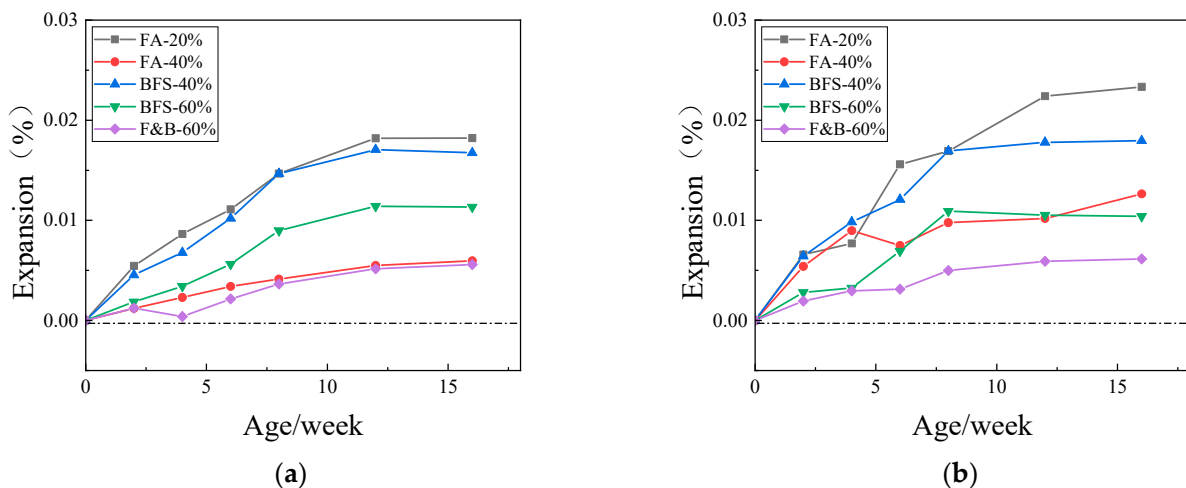 0.03
0.02
0.01
0.00
Expansion（%）
FA-20%
FA-40%
BFS-40%
BFS-60%
F&B-60%
0 5 10 15
Age/week
(a)
0.03
0.02
0.01
0.00
Expansion（%）
FA-20%
FA-40%
BFS-40%
BFS-60%
F&B-60%
0 5 10 15
Age/week
(b)